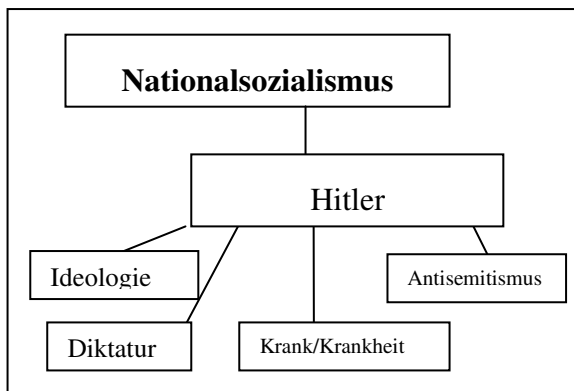 Nationalsozialismus
Hitler
Ideologie
Antisemitismus
Diktatur
Krank/Krankheit